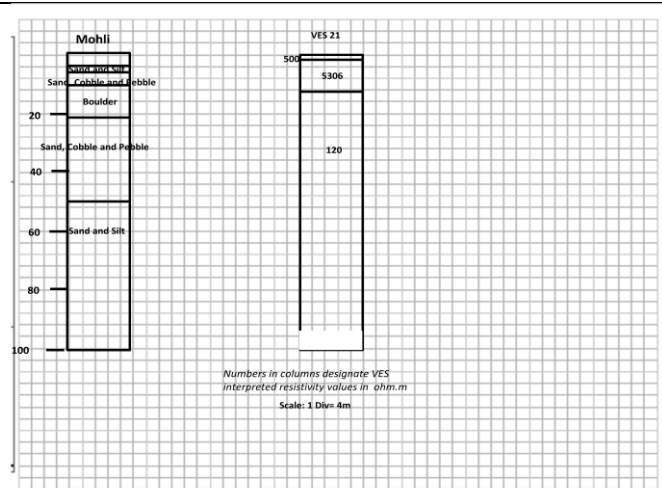 Mohli
VES 21
Sand and Silt
500
Sand, Cobble and Pebble
5306
Boulder
20
Sand, Cobble and Pebble
120
40
60
Sand and Silt
80
100
Numbers in columns designate VES
interpreted resistivity values in ohm.m
Scale: 1 Div= 4m